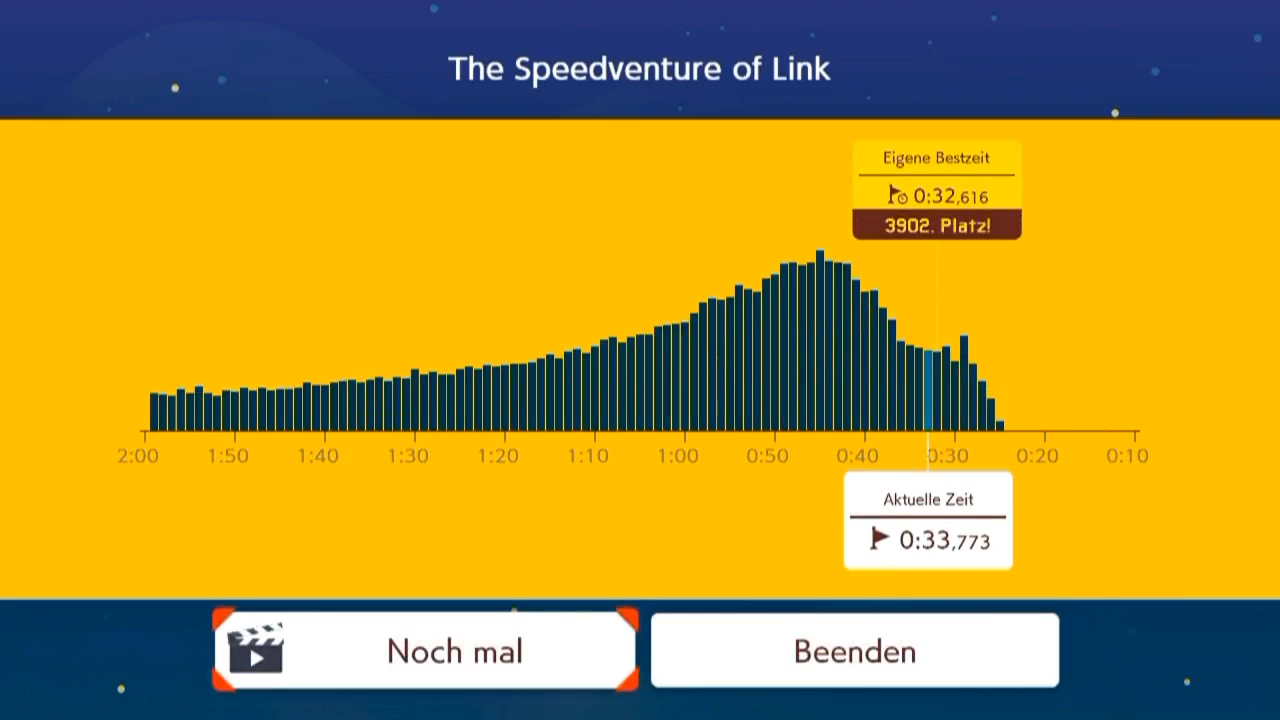 The Speedventure of Link
Eigene Bestzeit
0:32,616
3902. Platz!
2:00 1:50 1:40 1:30 1:20 1:10 1:00 0:50 0:40 0:30 0:20 0:10
Aktuelle Zeit
0:33,773
Noch mal Beenden